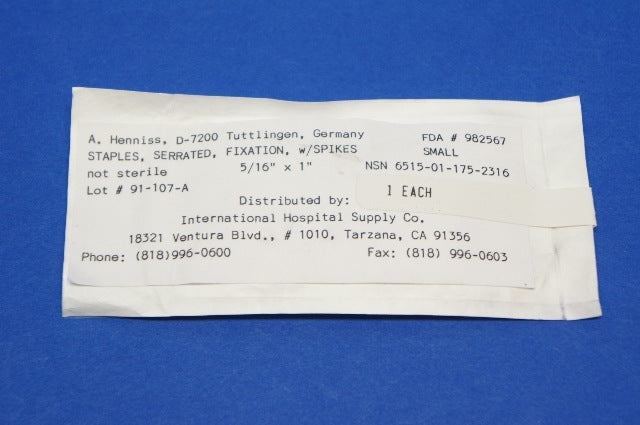 A. Henniss, D-7200 Tuttlingen, Germany FDA # 982567
STAPLES, SERRATED, FIXATION, w/SPIKES SMALL
not sterile 5/16" x 1" NSN 6515-01-175-2316
Lot # 91-107-A 1 EACH
Distributed by:
International Hospital Supply Co.
18321 Ventura Blvd., # 1010, Tarzana, CA 91356
Phone: (818)996-0600 Fax: (818) 996-0603